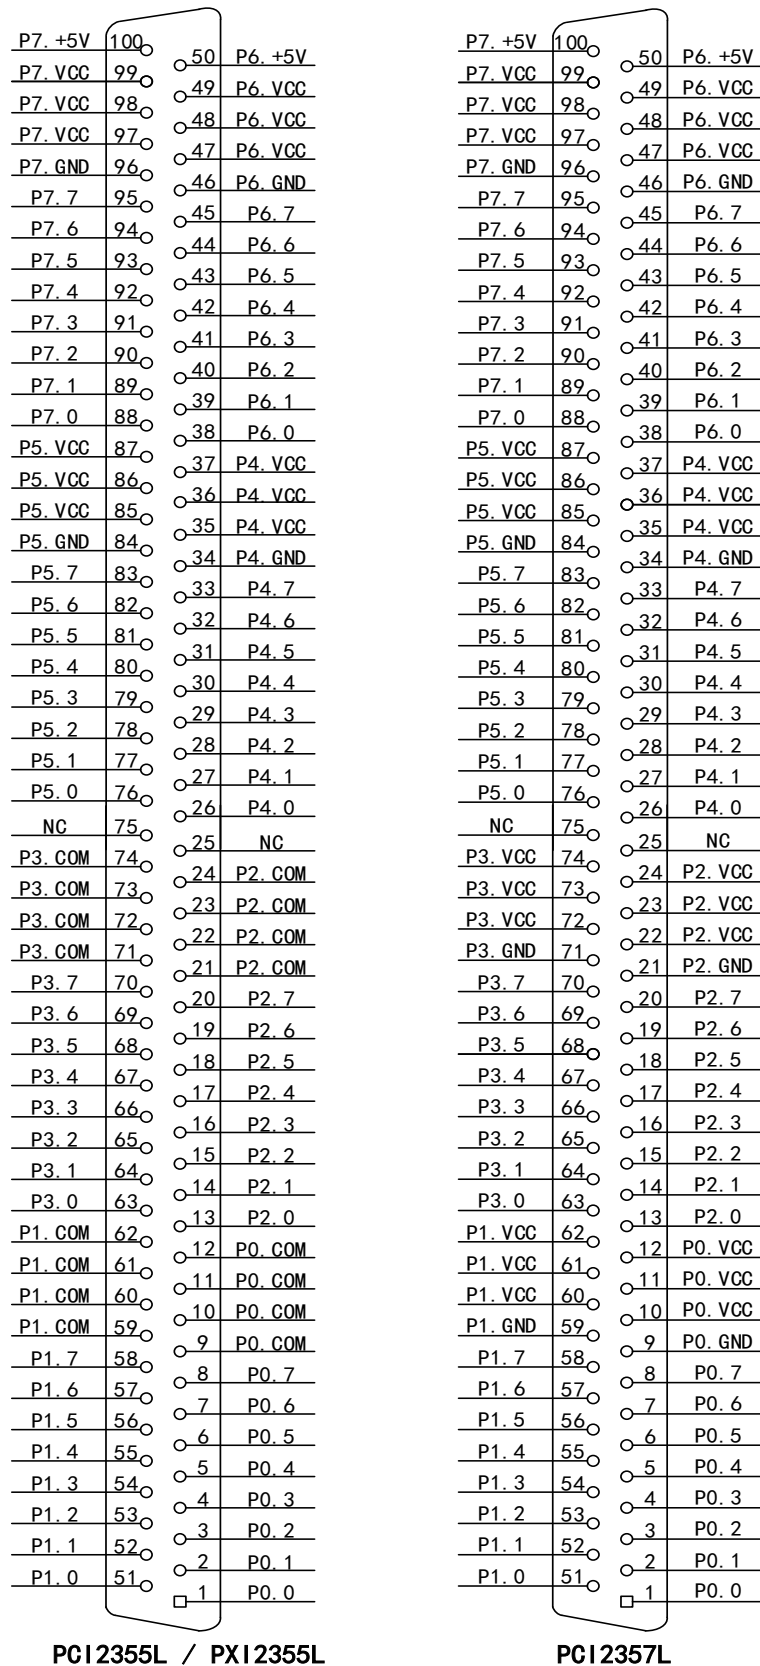 P7.+5V 100
50 P6.+5V
P7.VCC 99
49 P6.VCC
P7.VCC 98
48 P6.VCC
P7.VCC 97
47 P6.VCC
P7.GND 96
46 P6.GND
P7.7 95
45 P6.7
P7.6 94
44 P6.6
P7.5 93
43 P6.5
P7.4 92
42 P6.4
P7.3 91
41 P6.3
P7.2 90
40 P6.2
P7.1 89
39 P6.1
P7.0 88
38 P6.0
P5.VCC 87
37 P4.VCC
P5.VCC 86
36 P4.VCC
P5.VCC 85
35 P4.VCC
P5.GND 84
34 P4.GND
P5.7 83
33 P4.7
P5.6 82
32 P4.6
P5.5 81
31 P4.5
P5.4 80
30 P4.4
P5.3 79
29 P4.3
P5.2 78
28 P4.2
P5.1 77
27 P4.1
P5.0 76
26 P4.0
NC 75
25 NC
P3.COM 74
24 P2.COM
P3.COM 73
23 P2.COM
P3.COM 72
22 P2.COM
P3.COM 71
21 P2.COM
P3.7 70
20 P2.7
P3.6 69
19 P2.6
P3.5 68
18 P2.5
P3.4 67
17 P2.4
P3.3 66
16 P2.3
P3.2 65
15 P2.2
P3.1 64
14 P2.1
P3.0 63
13 P2.0
P1.COM 62
12 P0.COM
P1.COM 61
11 P0.COM
P1.COM 60
10 P0.COM
P1.COM 59
9 P0.COM
P1.7 58
8 P0.7
P1.6 57
7 P0.6
P1.5 56
6 P0.5
P1.4 55
5 P0.4
P1.3 54
4 P0.3
P1.2 53
3 P0.2
P1.1 52
2 P0.1
P1.0 51
1 P0.0
PCI2355L / PXI2355L
P7.+5V 100
50 P6.+5V
P7.VCC 99
49 P6.VCC
P7.VCC 98
48 P6.VCC
P7.VCC 97
47 P6.VCC
P7.GND 96
46 P6.GND
P7.7 95
45 P6.7
P7.6 94
44 P6.6
P7.5 93
43 P6.5
P7.4 92
42 P6.4
P7.3 91
41 P6.3
P7.2 90
40 P6.2
P7.1 89
39 P6.1
P7.0 88
38 P6.0
P5.VCC 87
37 P4.VCC
P5.VCC 86
36 P4.VCC
P5.VCC 85
35 P4.VCC
P5.GND 84
34 P4.GND
P5.7 83
33 P4.7
P5.6 82
32 P4.6
P5.5 81
31 P4.5
P5.4 80
30 P4.4
P5.3 79
29 P4.3
P5.2 78
28 P4.2
P5.1 77
27 P4.1
P5.0 76
26 P4.0
NC 75
25 NC
P3.VCC 74
24 P2.VCC
P3.VCC 73
23 P2.VCC
P3.VCC 72
22 P2.VCC
P3.GND 71
21 P2.GND
P3.7 70
20 P2.7
P3.6 69
19 P2.6
P3.5 68
18 P2.5
P3.4 67
17 P2.4
P3.3 66
16 P2.3
P3.2 65
15 P2.2
P3.1 64
14 P2.1
P3.0 63
13 P2.0
P1.VCC 62
12 P0.VCC
P1.VCC 61
11 P0.VCC
P1.VCC 60
10 P0.VCC
P1.GND 59
9 P0.GND
P1.7 58
8 P0.7
P1.6 57
7 P0.6
P1.5 56
6 P0.5
P1.4 55
5 P0.4
P1.3 54
4 P0.3
P1.2 53
3 P0.2
P1.1 52
2 P0.1
P1.0 51
1 P0.0
PCI2357L